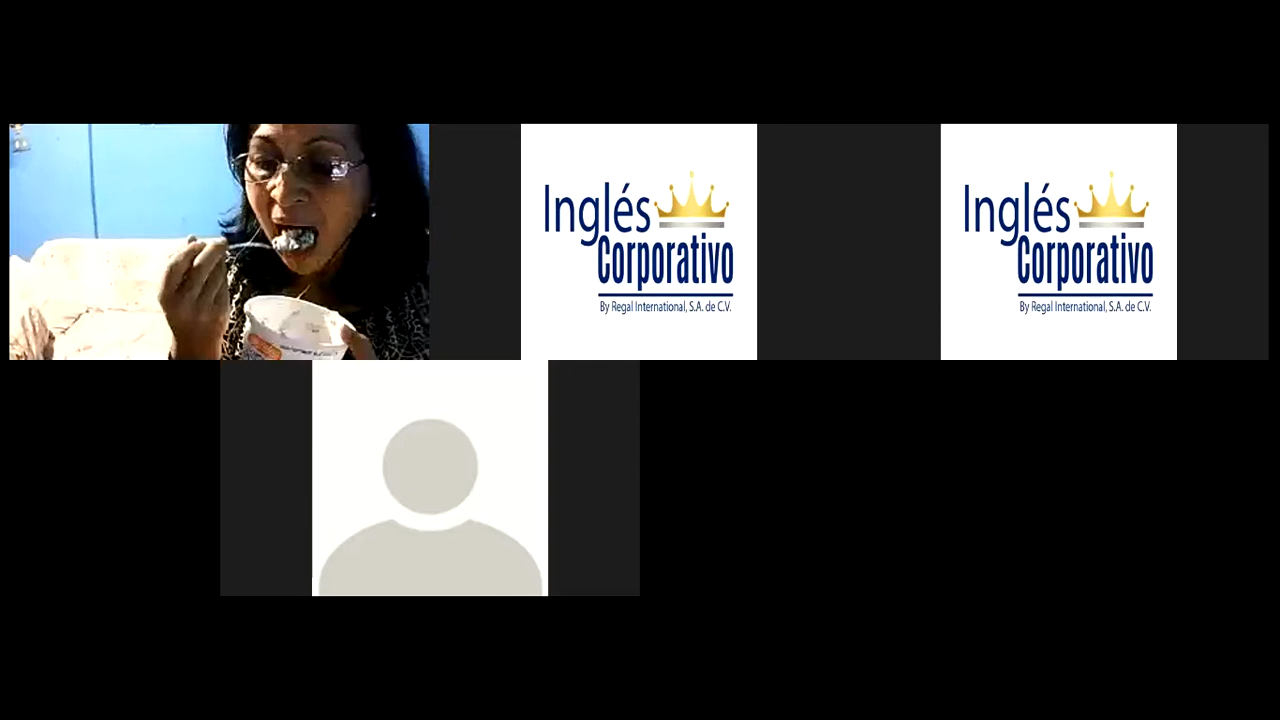 Inglés
Corporativo
By Regal International, S.A. de C.V.
Inglés
Corporativo
By Regal International, S.A. de C.V.